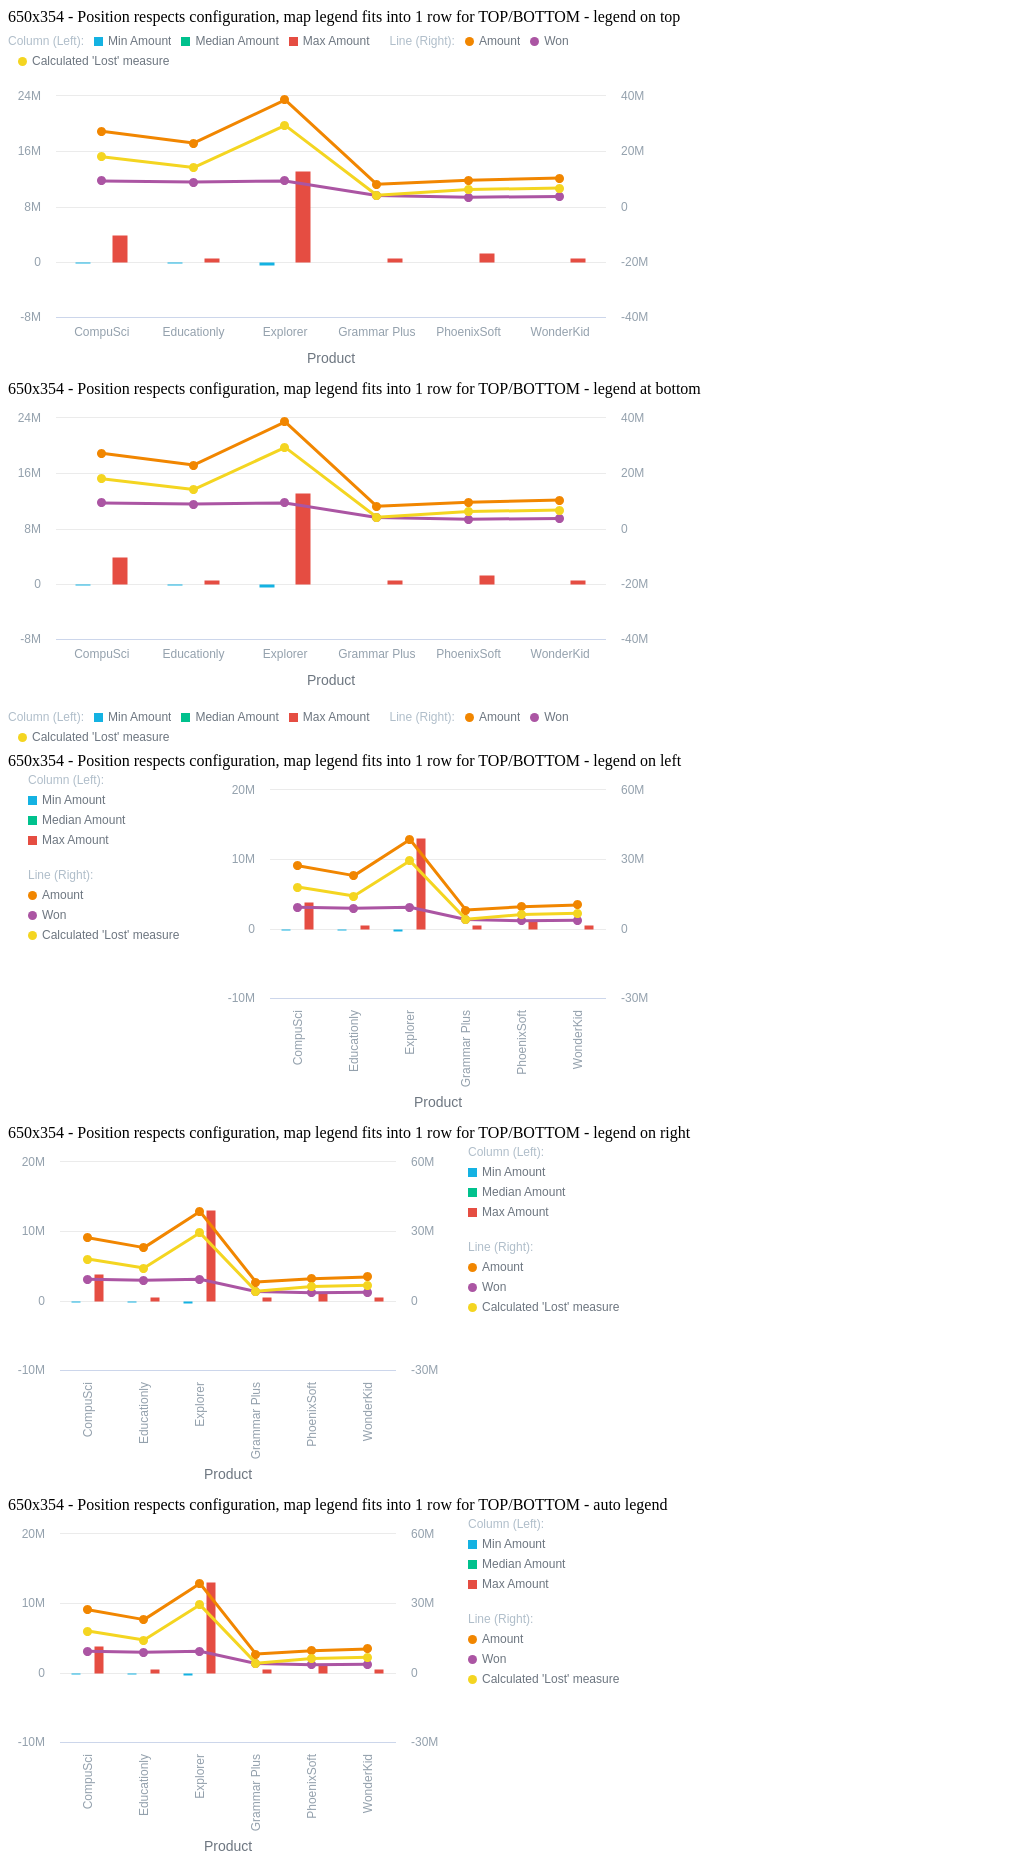 650x354 - Position respects configuration, map legend fits into 1 row for TOP/BOTTOM - legend on top
Column (Left): Min Amount Median Amount Max Amount Line (Right): Amount Won
Calculated 'Lost' measure
24M 40M
16M 20M
8M 0
0 -20M
-8M -40M
CompuSci Educationly Explorer Grammar Plus PhoenixSoft WonderKid
Product
650x354 - Position respects configuration, map legend fits into 1 row for TOP/BOTTOM - legend at bottom
24M 40M
16M 20M
8M 0
0 -20M
-8M -40M
CompuSci Educationly Explorer Grammar Plus PhoenixSoft WonderKid
Product
Column (Left): Min Amount Median Amount Max Amount Line (Right): Amount Won
Calculated 'Lost' measure
650x354 - Position respects configuration, map legend fits into 1 row for TOP/BOTTOM - legend on left
Column (Left):
Min Amount
Median Amount
Max Amount
Line (Right):
Amount
Won
Calculated 'Lost' measure
20M 60M
10M 30M
0 0
-10M -30M
CompuSci Educationly Explorer Grammar Plus PhoenixSoft WonderKid
Product
650x354 - Position respects configuration, map legend fits into 1 row for TOP/BOTTOM - legend on right
20M 60M
10M 30M
0 0
-10M -30M
CompuSci Educationly Explorer Grammar Plus PhoenixSoft WonderKid
Product
Column (Left):
Min Amount
Median Amount
Max Amount
Line (Right):
Amount
Won
Calculated 'Lost' measure
650x354 - Position respects configuration, map legend fits into 1 row for TOP/BOTTOM - auto legend
20M 60M
10M 30M
0 0
-10M -30M
CompuSci Educationly Explorer Grammar Plus PhoenixSoft WonderKid
Product
Column (Left):
Min Amount
Median Amount
Max Amount
Line (Right):
Amount
Won
Calculated 'Lost' measure